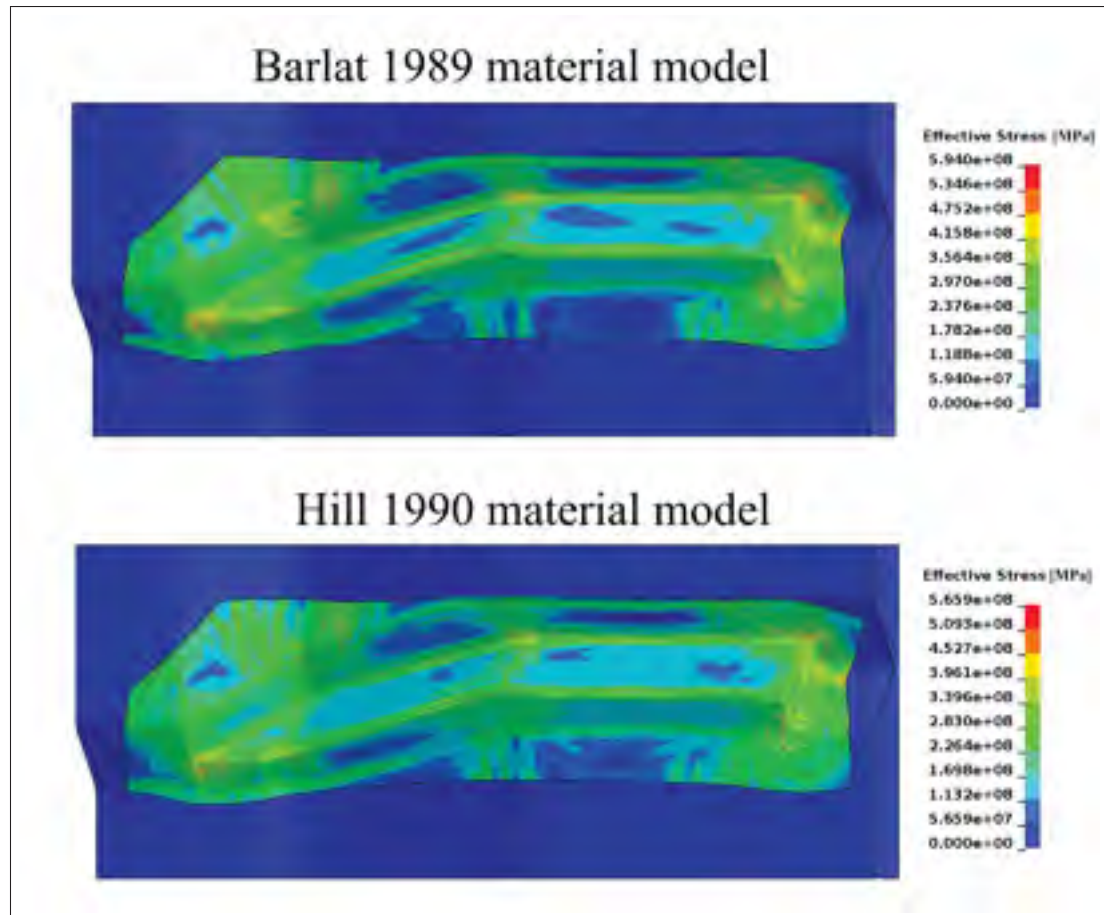 Barlat 1989 material model
Effective Stress [MPa]
5.940e+08
5.346e+08
4.752e+08
4.158e+08
3.564e+08
2.970e+08
2.376e+08
1.782e+08
1.188e+08
5.940e+07
0.000e+00
Hill 1990 material model
Effective Stress [MPa]
5.659e+08
5.093e+08
4.527e+08
3.961e+08
3.396e+08
2.830e+08
2.264e+08
1.698e+08
1.132e+08
5.659e+07
0.000e+00